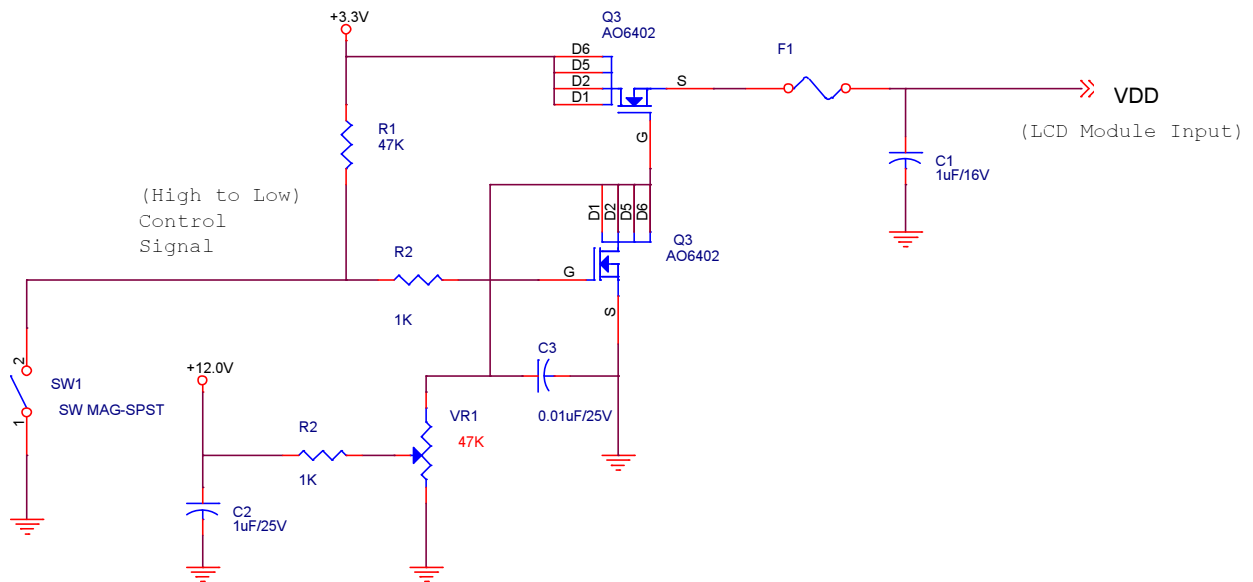 Q3
AO6402
+3.3V
D6
D5
D2
D1
S
G
F1
VDD
(LCD Module Input)
R1
47K
C1
1uF/16V
(High to Low)
Control
Signal
D1
D2
D5
D6
Q3
AO6402
R2
1K
G
S
2
1
SW1
SW MAG-SPST
+12.0V
C3
0.01uF/25V
VR1
47K
R2
1K
C2
1uF/25V